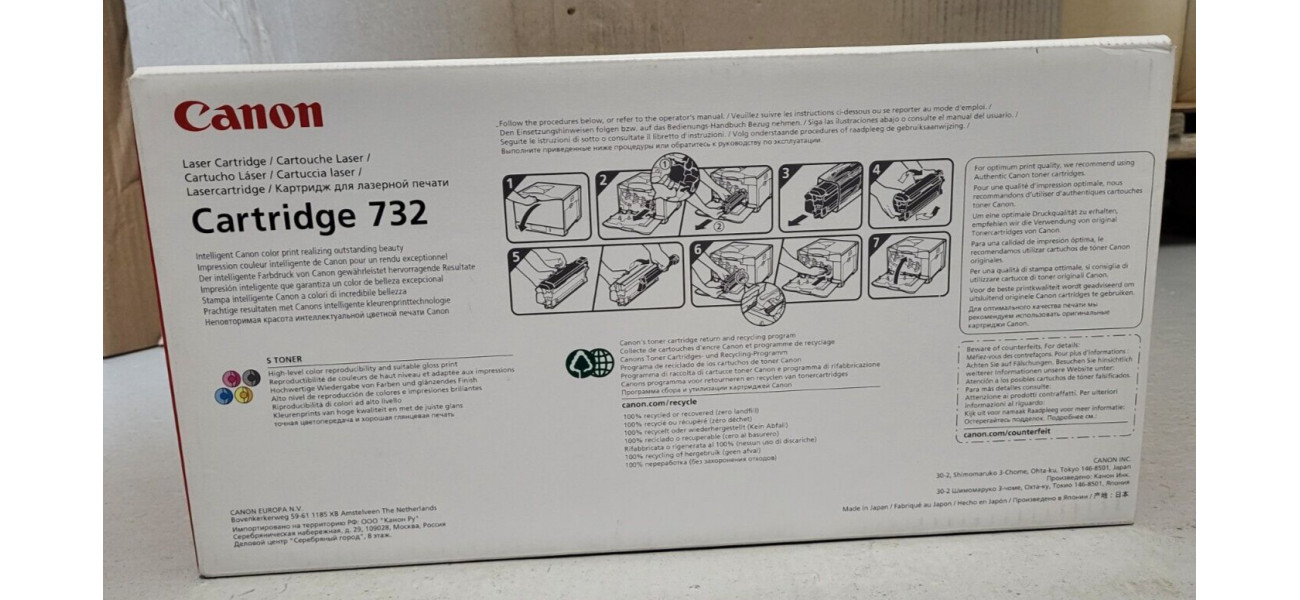 Canon
Laser Cartridge / Cartouche Laser /
Cartucho Láser / Cartuccia laser /
Lasercartridge / Картридж для лазерной печати
Cartridge 732
Intelligent Canon color print realizing outstanding beauty
Impression couleur intelligente de Canon pour un rendu exceptionnel
Der intelligente Farbdruck von Canon gewährleistet hervorragende Resultate
Impresión inteligente que garantiza un color de belleza excepcional
Stampa intelligente Canon a colori di incredibile bellezza
Prachtige resultaten met Canons intelligente kleurenprinttechnologie
Неповторимая красота интеллектуальной цветной печати Canon
S TONER
High-level color reproducibility and suitable gloss print
Reproductibilité de couleurs de haut niveau et adaptée aux impressions
Hochwertige Wiedergabe von Farben und glänzendes Finish
Alto nivel de reproducción de colores e impresiones brillantes
Riproducibilità di colori ad alto livello
Kleurenprints van hoge kwaliteit en met de juiste glans
точная цветопередача и хорошая глянцевая печать
CANON EUROPA N.V.
Bovenkerkerweg 59-61 1185 XB Amstelveen The Netherlands
Импортировано на территорию РФ: ООО "Канон Ру"
Серебряническая набережная, д. 29, 109028, Москва, Россия
Деловой центр "Серебряный город", 8 этаж.
Follow the procedures below, or refer to the operator's manual. / Veuillez suivre les instructions ci-dessous ou se reporter au mode d'emploi. /
Den Einsetzungshinweisen folgen bzw. auf das Bedienungs-Handbuch Bezug nehmen. / Siga las ilustraciones abajo o consulte el manual del usuario. /
Seguite le istruzioni di sotto o consultate il libretto d'istruzioni. / Volg onderstaande procedures of raadpleeg de gebruiksaanwijzing. /
Выполните приведенные ниже процедуры или обратитесь к руководству по эксплуатации.
1
2
①
②
3
4
5
6
7
Canon's toner cartridge return and recycling program
Collecte de cartouches d'encre Canon et programme de recyclage
Canons Toner Cartridges- und Recycling-Programm
Programa de reciclado de los cartuchos de toner Canon
Programma di raccolta di cartucce toner Canon e programma di rifabbricazione
Canons programma voor retourneren en recyclen van tonercartridges
Программа сбора и утилизации картриджей Canon
canon.com/recycle
100% recycled or recovered (zero landfill)
100% recyclé ou récupéré (zéro déchet)
100% recycelt oder wiederhergestellt (Kein Abfall)
100% reciclado o recuperable (cero al basurero)
Rifabbricata o rigenerata al 100% (nessun uso di discariche)
100% recycling of hergebruik (geen afval)
100% переработка (без захоронения отходов)
For optimum print quality, we recommend using
Authentic Canon toner cartridges.
Pour une qualité d'impression optimale, nous
recommandons d'utiliser d'authentiques cartouches
toner Canon.
Um eine optimale Druckqualität zu erhalten,
empfehlen wir die Verwendung von original
Tonercartridges von Canon.
Para una calidad de impresión óptima, le
recomendamos utilizar cartuchos de tóner Canon
originales.
Per una qualità di stampa ottimale, si consiglia di
utilizzare cartucce di toner originali Canon.
Voor de beste printkwaliteit wordt geadviseerd om
uitsluitend originele Canon cartridges te gebruiken.
Для оптимального качества печати мы
рекомендуем использовать оригинальные
картриджи Canon.
Beware of counterfeits. For details:
Méfiez-vous des contrefaçons. Pour plus d'informations :
Achten Sie auf Fälschungen. Besuchen Sie hinsichtlich
weiterer Informationen unsere Website unter:
Atención a los posibles cartuchos de tóner falsificados.
Para más detalles consulte:
Attenzione ai prodotti contraffatti. Per ulteriori
informazioni al riguardo:
Kijk uit voor namaak Raadpleeg voor meer informatie:
Остерегайтесь подделок. Подробнее см.:
canon.com/counterfeit
CANON INC.
30-2, Shimomaruko 3-Chome, Ohta-ku, Tokyo 146-8501, Japan
Произведено: Канон Инк.
30-2 Шимомаруко 3-чоме, Охта-ку, Токио 146-8501, Япония
Made in Japan / Fabriqué au Japon / Hecho en Japón / Произведено в Японии / 产地：日本